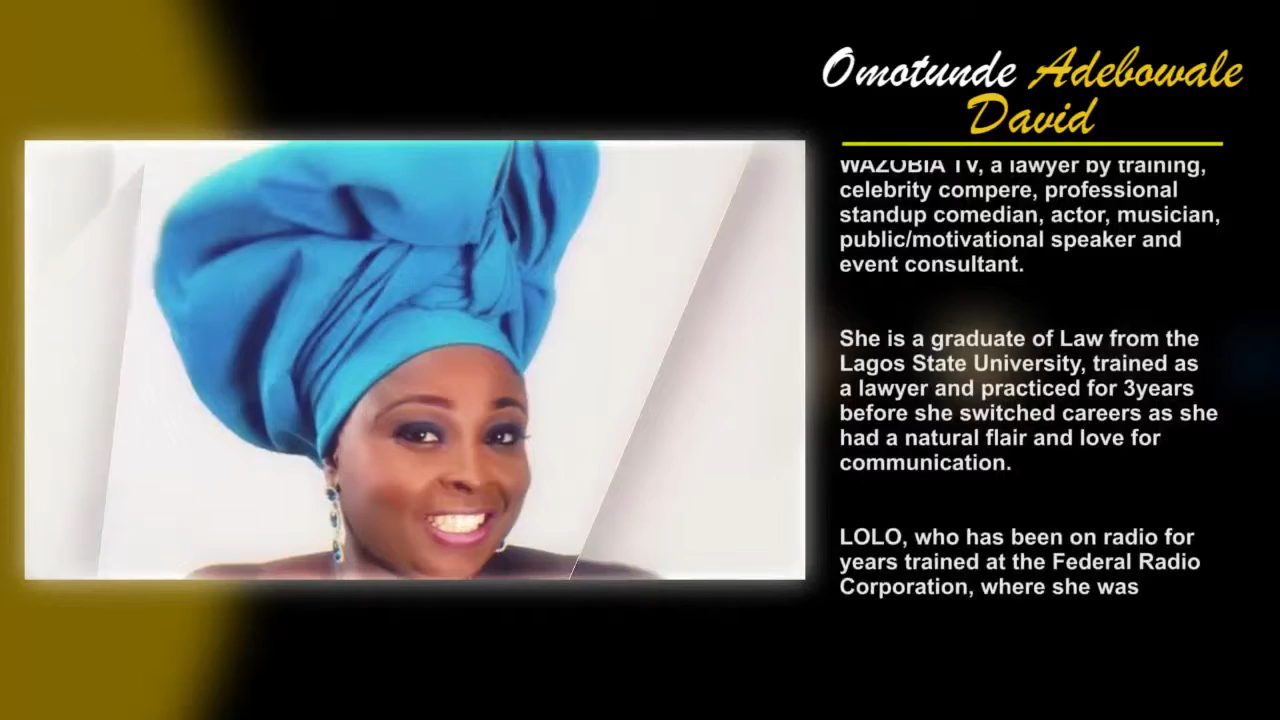 Omotunde Adebowale
David
WAZOBIA TV, a lawyer by training,
celebrity compere, professional
standup comedian, actor, musician,
public/motivational speaker and
event consultant.
She is a graduate of Law from the
Lagos State University, trained as
a lawyer and practiced for 3years
before she switched careers as she
had a natural flair and love for
communication.
LOLO, who has been on radio for
years trained at the Federal Radio
Corporation, where she was